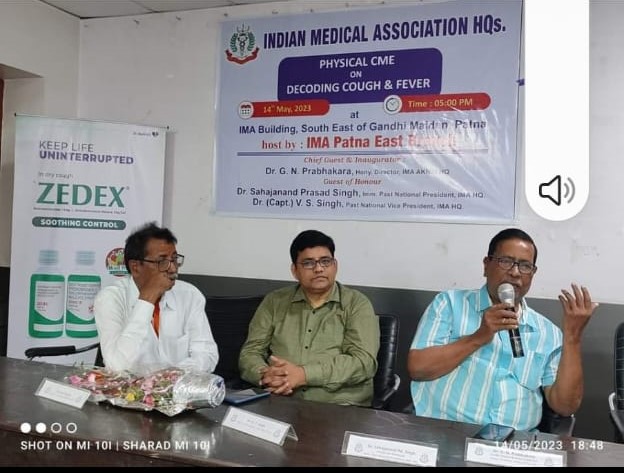 INDIAN MEDICAL ASSOCIATION HQs.
PHYSICAL CME
ON
DECODING COUGH & FEVER
14th May, 2023
Time : 05:00 PM
at
IMA Building, South East of Gandhi Maidan, Patna
host by : IMA Patna East Branch
Chief Guest & Inaugurator
Dr. G. N. Prabhakara, Hony. Director, IMA AKN HQ
Guest of Honour
Dr. Sahajanand Prasad Singh, Imm. Past National President, IMA HQ.
Dr. (Capt.) V. S. Singh, Past National Vice President, IMA HQ
KEEP LIFE
UNINTERRUPTED
In dry cough
ZEDEX®
SOOTHING CONTROL
SHOT ON MI 10I | SHARAD MI 10I
14/05/2023 18:48